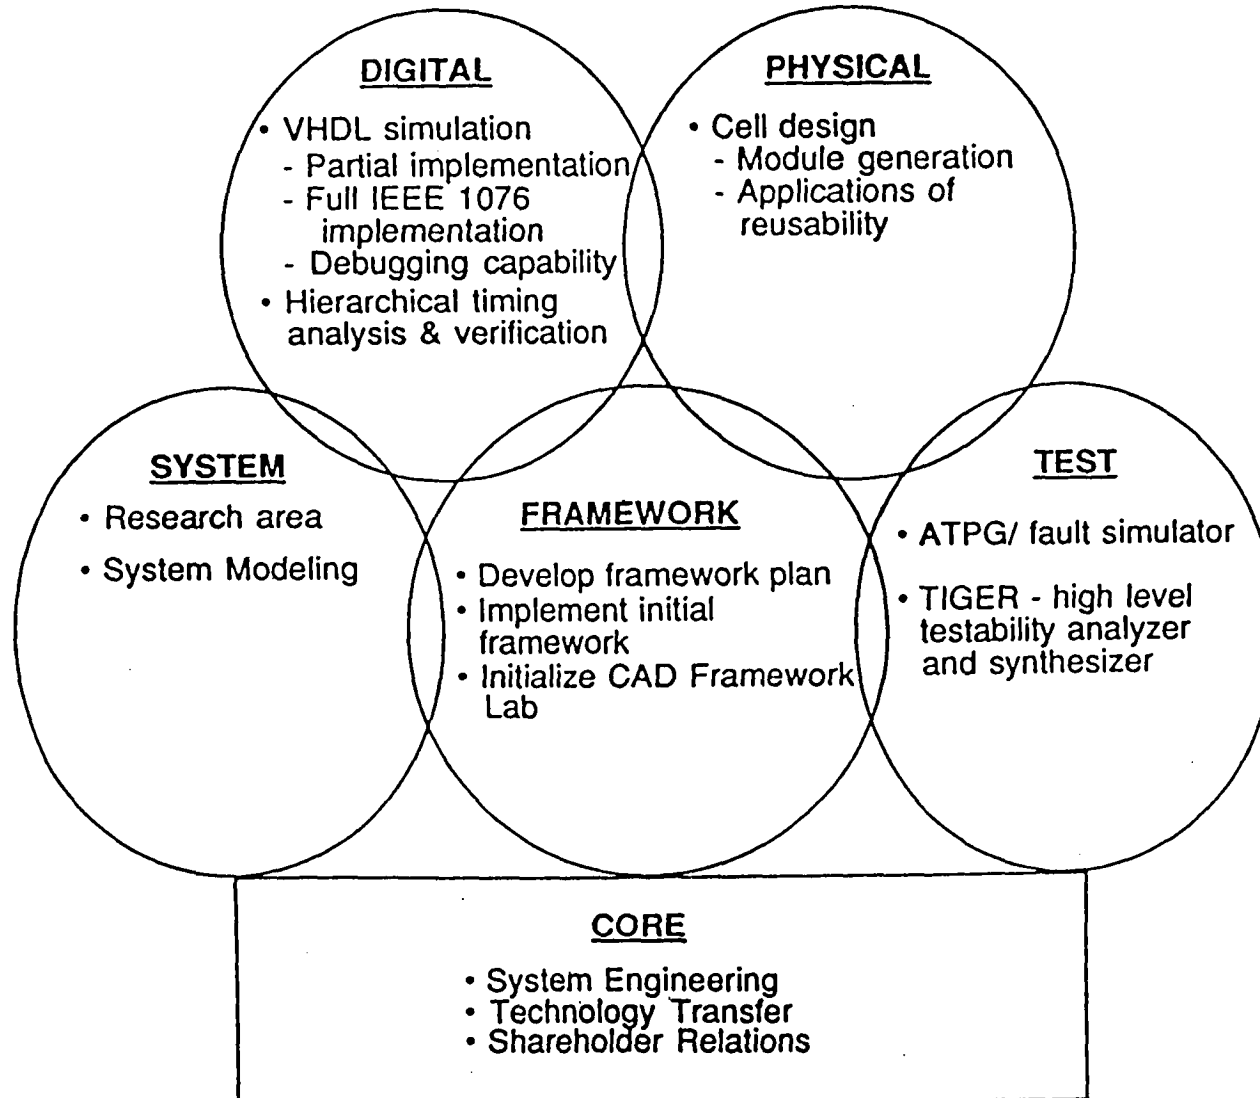 DIGITAL
• VHDL simulation
- Partial implementation
- Full IEEE 1076
implementation
- Debugging capability
• Hierarchical timing
analysis & verification
PHYSICAL
• Cell design
- Module generation
- Applications of
reusability
SYSTEM
• Research area
• System Modeling
FRAMEWORK
• Develop framework plan
• Implement initial
framework
• Initialize CAD Framework
Lab
TEST
• ATPG/ fault simulator
• TIGER - high level
testability analyzer
and synthesizer
CORE
• System Engineering
• Technology Transfer
• Shareholder Relations